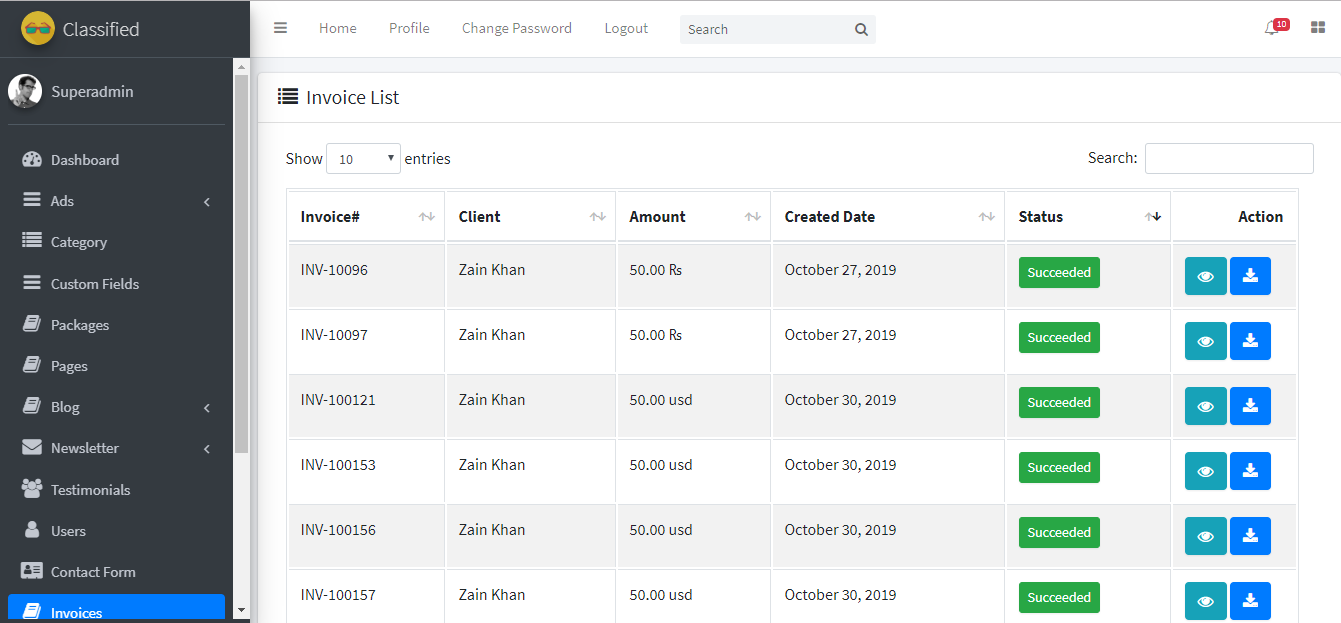 Classified
Home Profile Change Password Logout Search 10
Superadmin
Dashboard
Ads
Category
Custom Fields
Packages
Pages
Blog
Newsletter
Testimonials
Users
Contact Form
Invoices
Invoice List
Show 10 entries Search:
Invoice# Client Amount Created Date Status Action
INV-10096 Zain Khan 50.00 Rs October 27, 2019 Succeeded
INV-10097 Zain Khan 50.00 Rs October 27, 2019 Succeeded
INV-100121 Zain Khan 50.00 usd October 30, 2019 Succeeded
INV-100153 Zain Khan 50.00 usd October 30, 2019 Succeeded
INV-100156 Zain Khan 50.00 usd October 30, 2019 Succeeded
INV-100157 Zain Khan 50.00 usd October 30, 2019 Succeeded